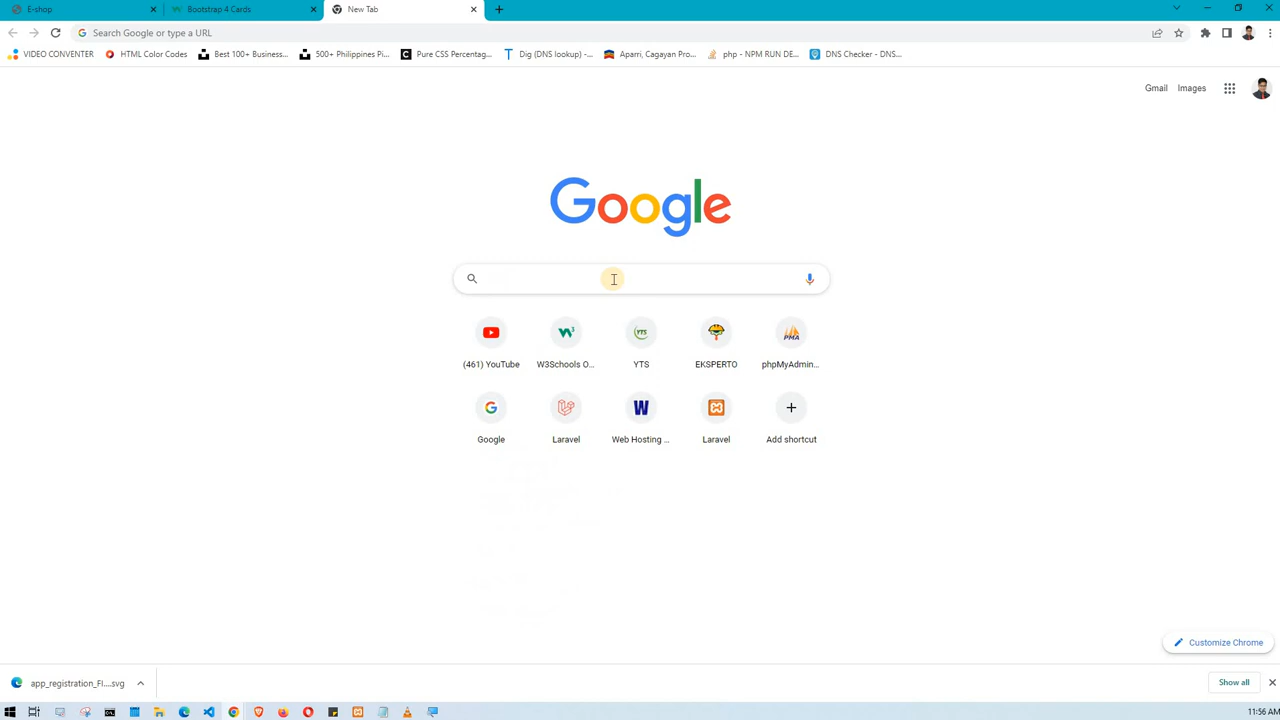 E-shop
Bootstrap 4 Cards
New Tab
Search Google or type a URL
VIDEO CONVENTER
HTML Color Codes
Best 100+ Business...
500+ Philippines Pi...
Pure CSS Percentag...
Dig (DNS lookup) -...
Aparri, Cagayan Pro...
php - NPM RUN DE...
DNS Checker - DNS...
Gmail
Images
Google
(461) YouTube
W3Schools O...
YTS
EKSPERTO
phpMyAdmin...
Google
Laravel
Web Hosting ...
Laravel
Add shortcut
Customize Chrome
app_registration_FI....svg
Show all
11:56 AM